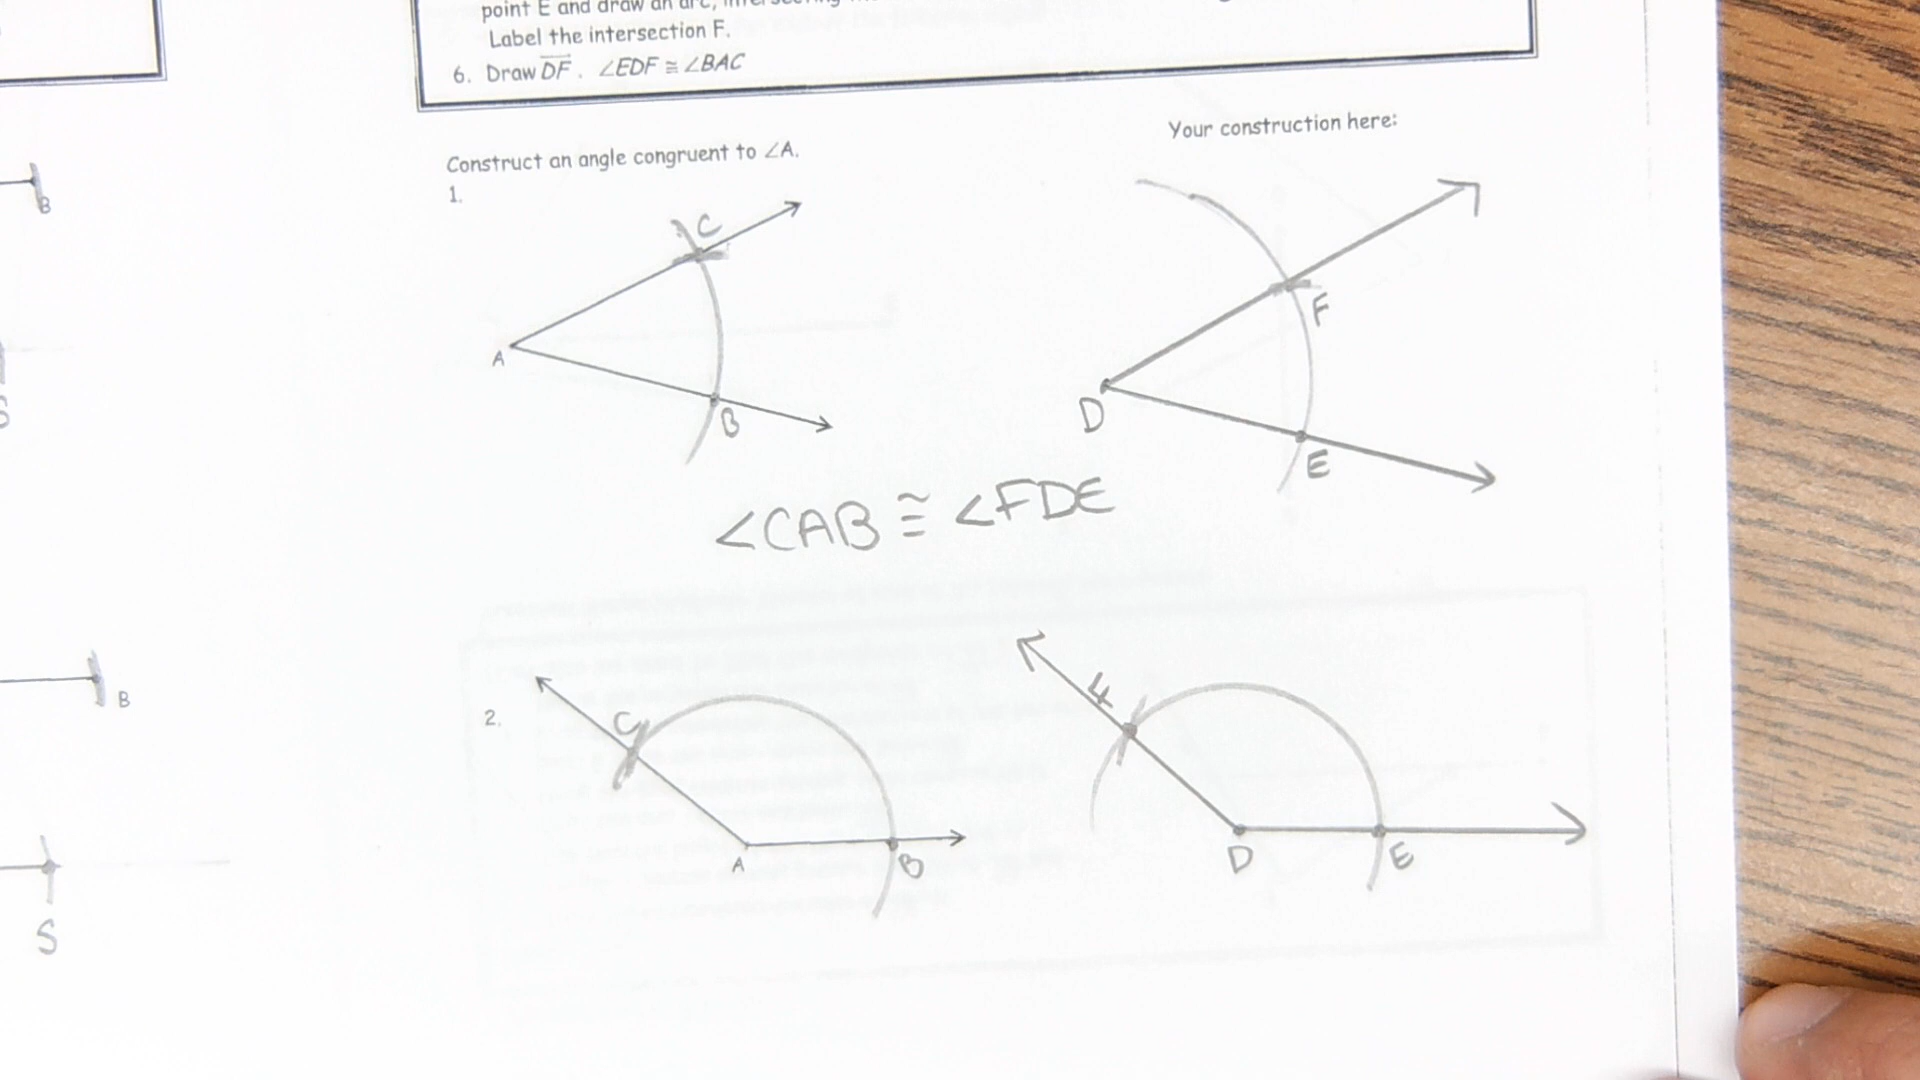 point E and draw an arc,
Label the intersection F.
6. Draw DF. ∠EDF ≅ ∠BAC
Your construction here:
Construct an angle congruent to ∠A.
1.
C
A
B
F
D
E
∠CAB ≅ ∠FDE
2.
C
A
B
4
D
E
B
B
S